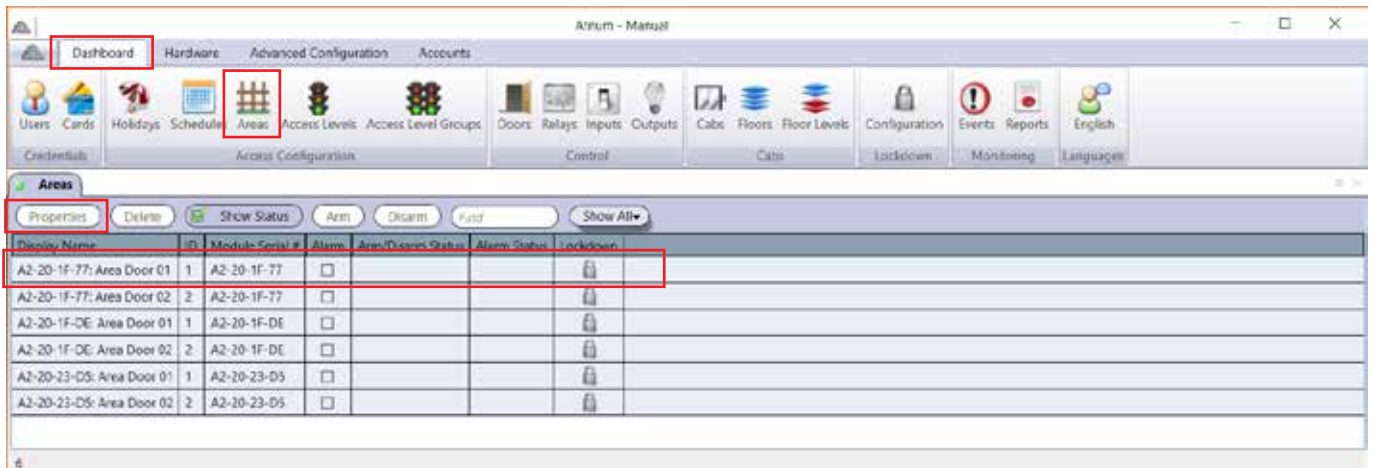 Atrium - Manual
Dashboard Hardware Advanced Configuration Accounts
Users Cards Holidays Schedules Areas Access Levels Access Level Groups Doors Relays Inputs Outputs Cabs Floors Floor Levels Configuration Events Reports English
Credentials Access Configuration Control Cabs Lockdown Monitoring Languages
Areas
Properties Delete Show Status Arm Disarm Find Show All
Display Name ID Module Serial # Alarm Arm/Disarm Status Alarm Status Lockdown
A2-20-1F-77: Area Door 01 1 A2-20-1F-77
A2-20-1F-77: Area Door 02 2 A2-20-1F-77
A2-20-1F-DE: Area Door 01 1 A2-20-1F-DE
A2-20-1F-DE: Area Door 02 2 A2-20-1F-DE
A2-20-23-D5: Area Door 01 1 A2-20-23-D5
A2-20-23-D5: Area Door 02 2 A2-20-23-D5